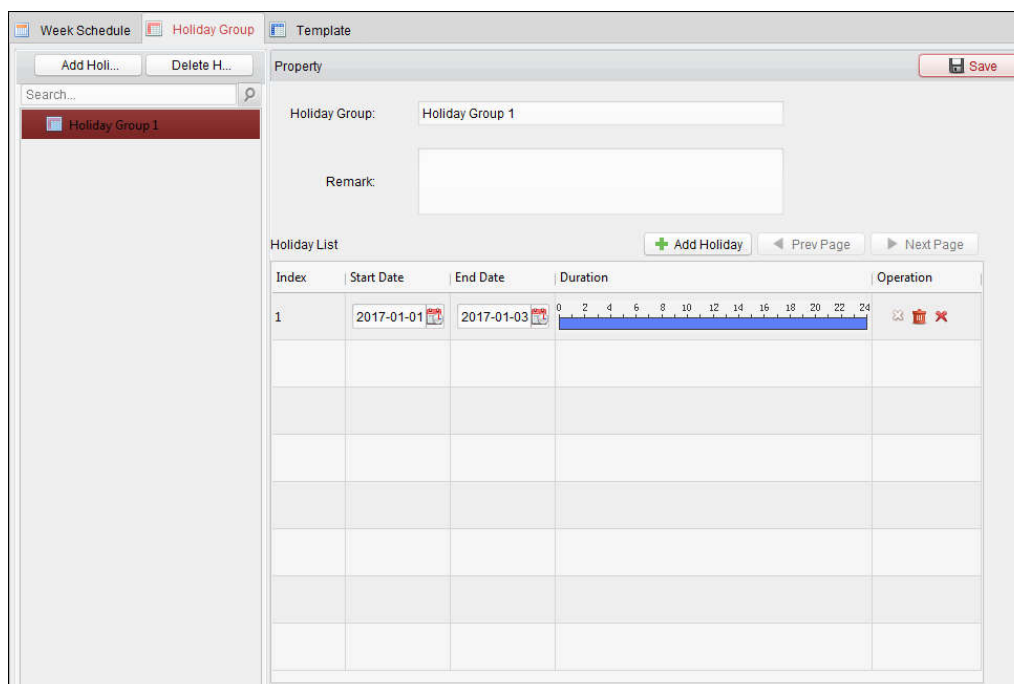 Week Schedule Holiday Group Template
Add Holi... Delete H... Property Save
Search...
Holiday Group 1
Holiday Group: Holiday Group 1
Remark:
Holiday List Add Holiday Prev Page Next Page
Index Start Date End Date Duration Operation
0 2 4 6 8 10 12 14 16 18 20 22 24
1 2017-01-01 2017-01-03